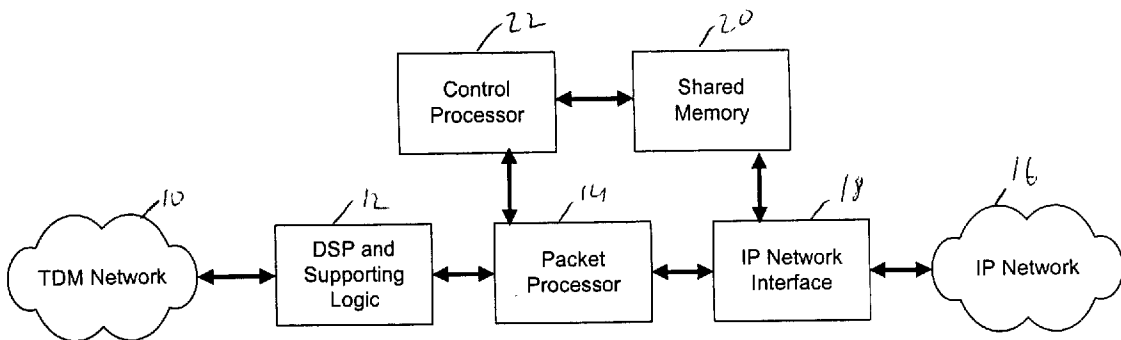 22
20
Control
Processor
Shared
Memory
10
12
14
18
16
TDM Network
DSP and
Supporting
Logic
Packet
Processor
IP Network
Interface
IP Network